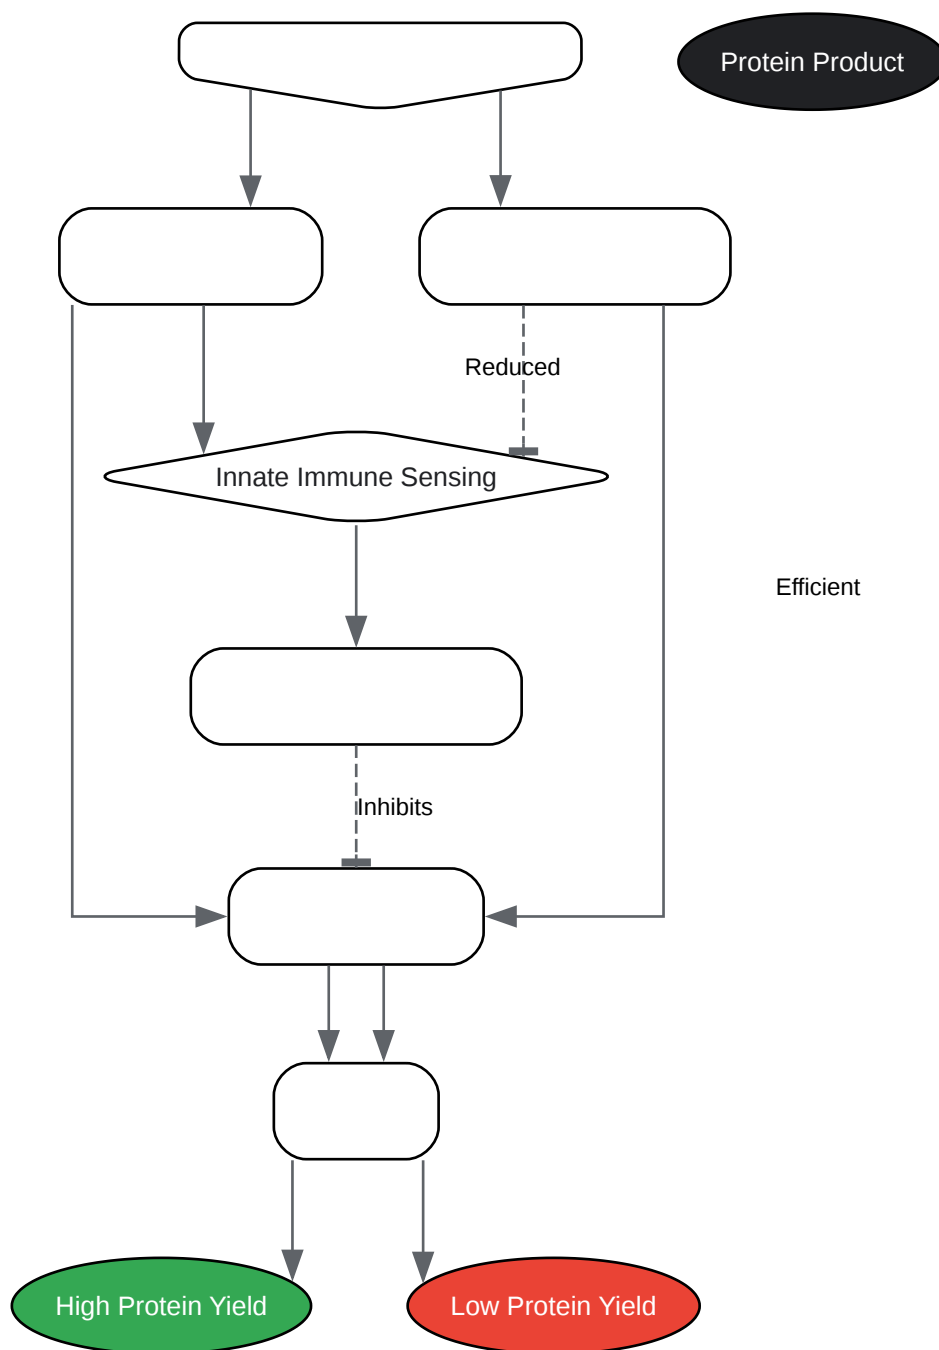 Protein Product
Reduced
Innate Immune Sensing
Efficient
Inhibits
High Protein Yield
Low Protein Yield